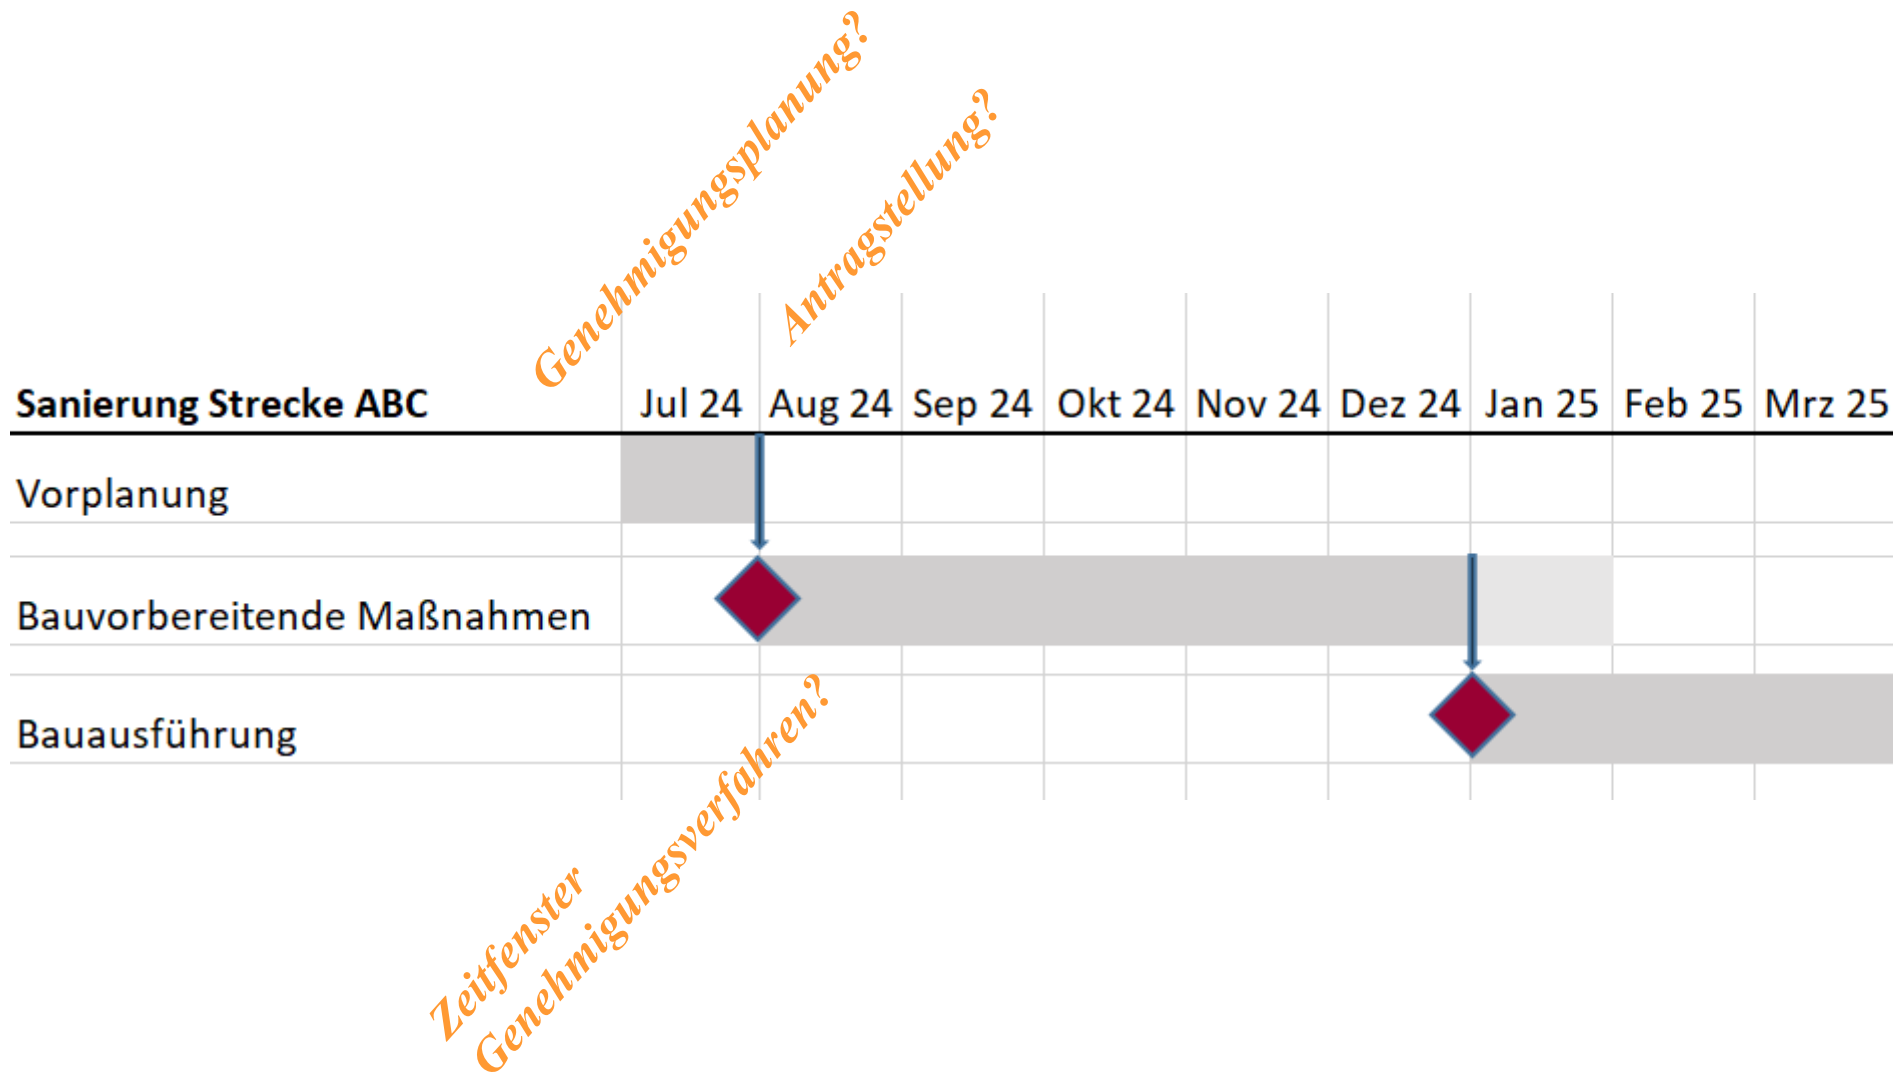 Genehmigungsplanung?
Antragstellung?
Sanierung Strecke ABC Jul 24 Aug 24 Sep 24 Okt 24 Nov 24 Dez 24 Jan 25 Feb 25 Mrz 25
Vorplanung
Bauvorbereitende Maßnahmen
Bauausführung
Zeitfenster
Genehmigungsverfahren?